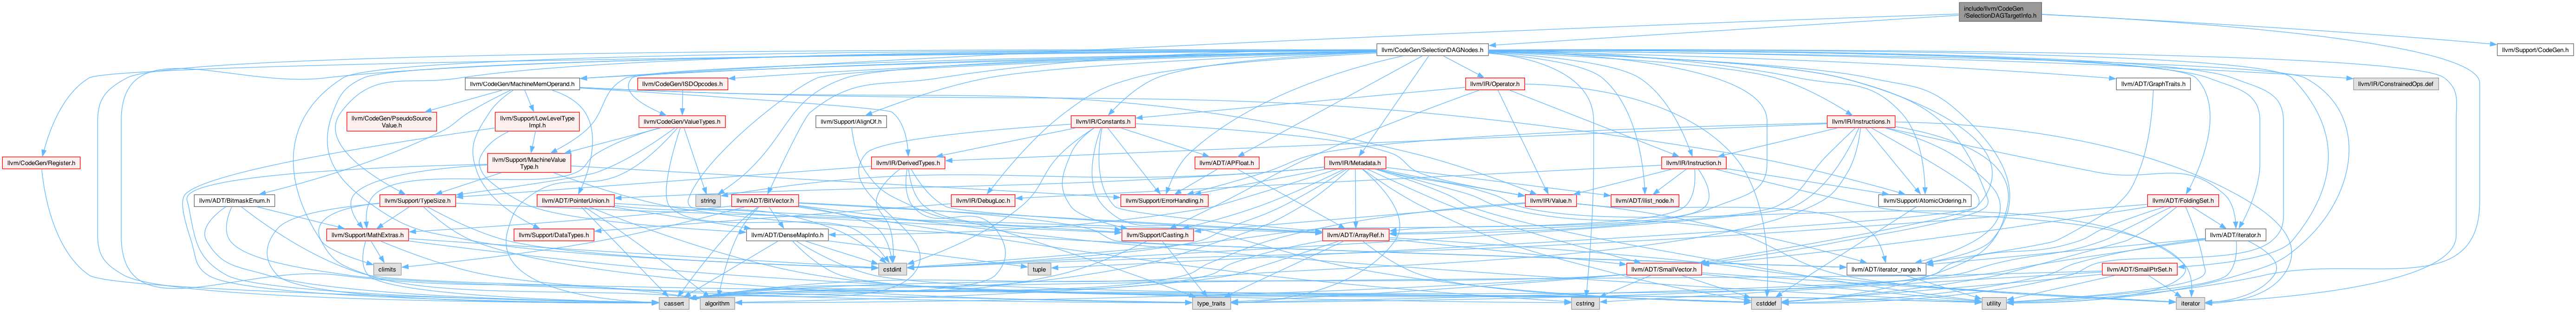 include/llvm/CodeGen
/SelectionDAGTargetInfo.h
llvm/CodeGen/SelectionDAGNodes.h
llvm/Support/CodeGen.h
llvm/CodeGen/MachineMemOperand.h
llvm/CodeGen/ISDOpcodes.h
llvm/IR/Operator.h
llvm/ADT/GraphTraits.h
llvm/IR/ConstrainedOps.def
llvm/CodeGen/PseudoSource
Value.h
llvm/Support/LowLevelType
Impl.h
llvm/CodeGen/ValueTypes.h
llvm/Support/AlignOf.h
llvm/IR/Constants.h
llvm/IR/Instructions.h
llvm/CodeGen/Register.h
llvm/Support/MachineValue
Type.h
llvm/IR/DerivedTypes.h
llvm/ADT/APFloat.h
llvm/IR/Metadata.h
llvm/IR/Instruction.h
llvm/ADT/BitmaskEnum.h
llvm/Support/TypeSize.h
llvm/ADT/PointerUnion.h
string
llvm/ADT/BitVector.h
llvm/IR/DebugLoc.h
llvm/Support/ErrorHandling.h
llvm/IR/Value.h
llvm/ADT/ilist_node.h
llvm/Support/AtomicOrdering.h
llvm/ADT/FoldingSet.h
llvm/Support/MathExtras.h
llvm/Support/DataTypes.h
llvm/ADT/DenseMapInfo.h
llvm/Support/Casting.h
llvm/ADT/ArrayRef.h
llvm/ADT/iterator.h
climits
cstdint
tuple
llvm/ADT/SmallVector.h
llvm/ADT/iterator_range.h
llvm/ADT/SmallPtrSet.h
cassert
algorithm
type_traits
cstring
cstddef
utility
iterator